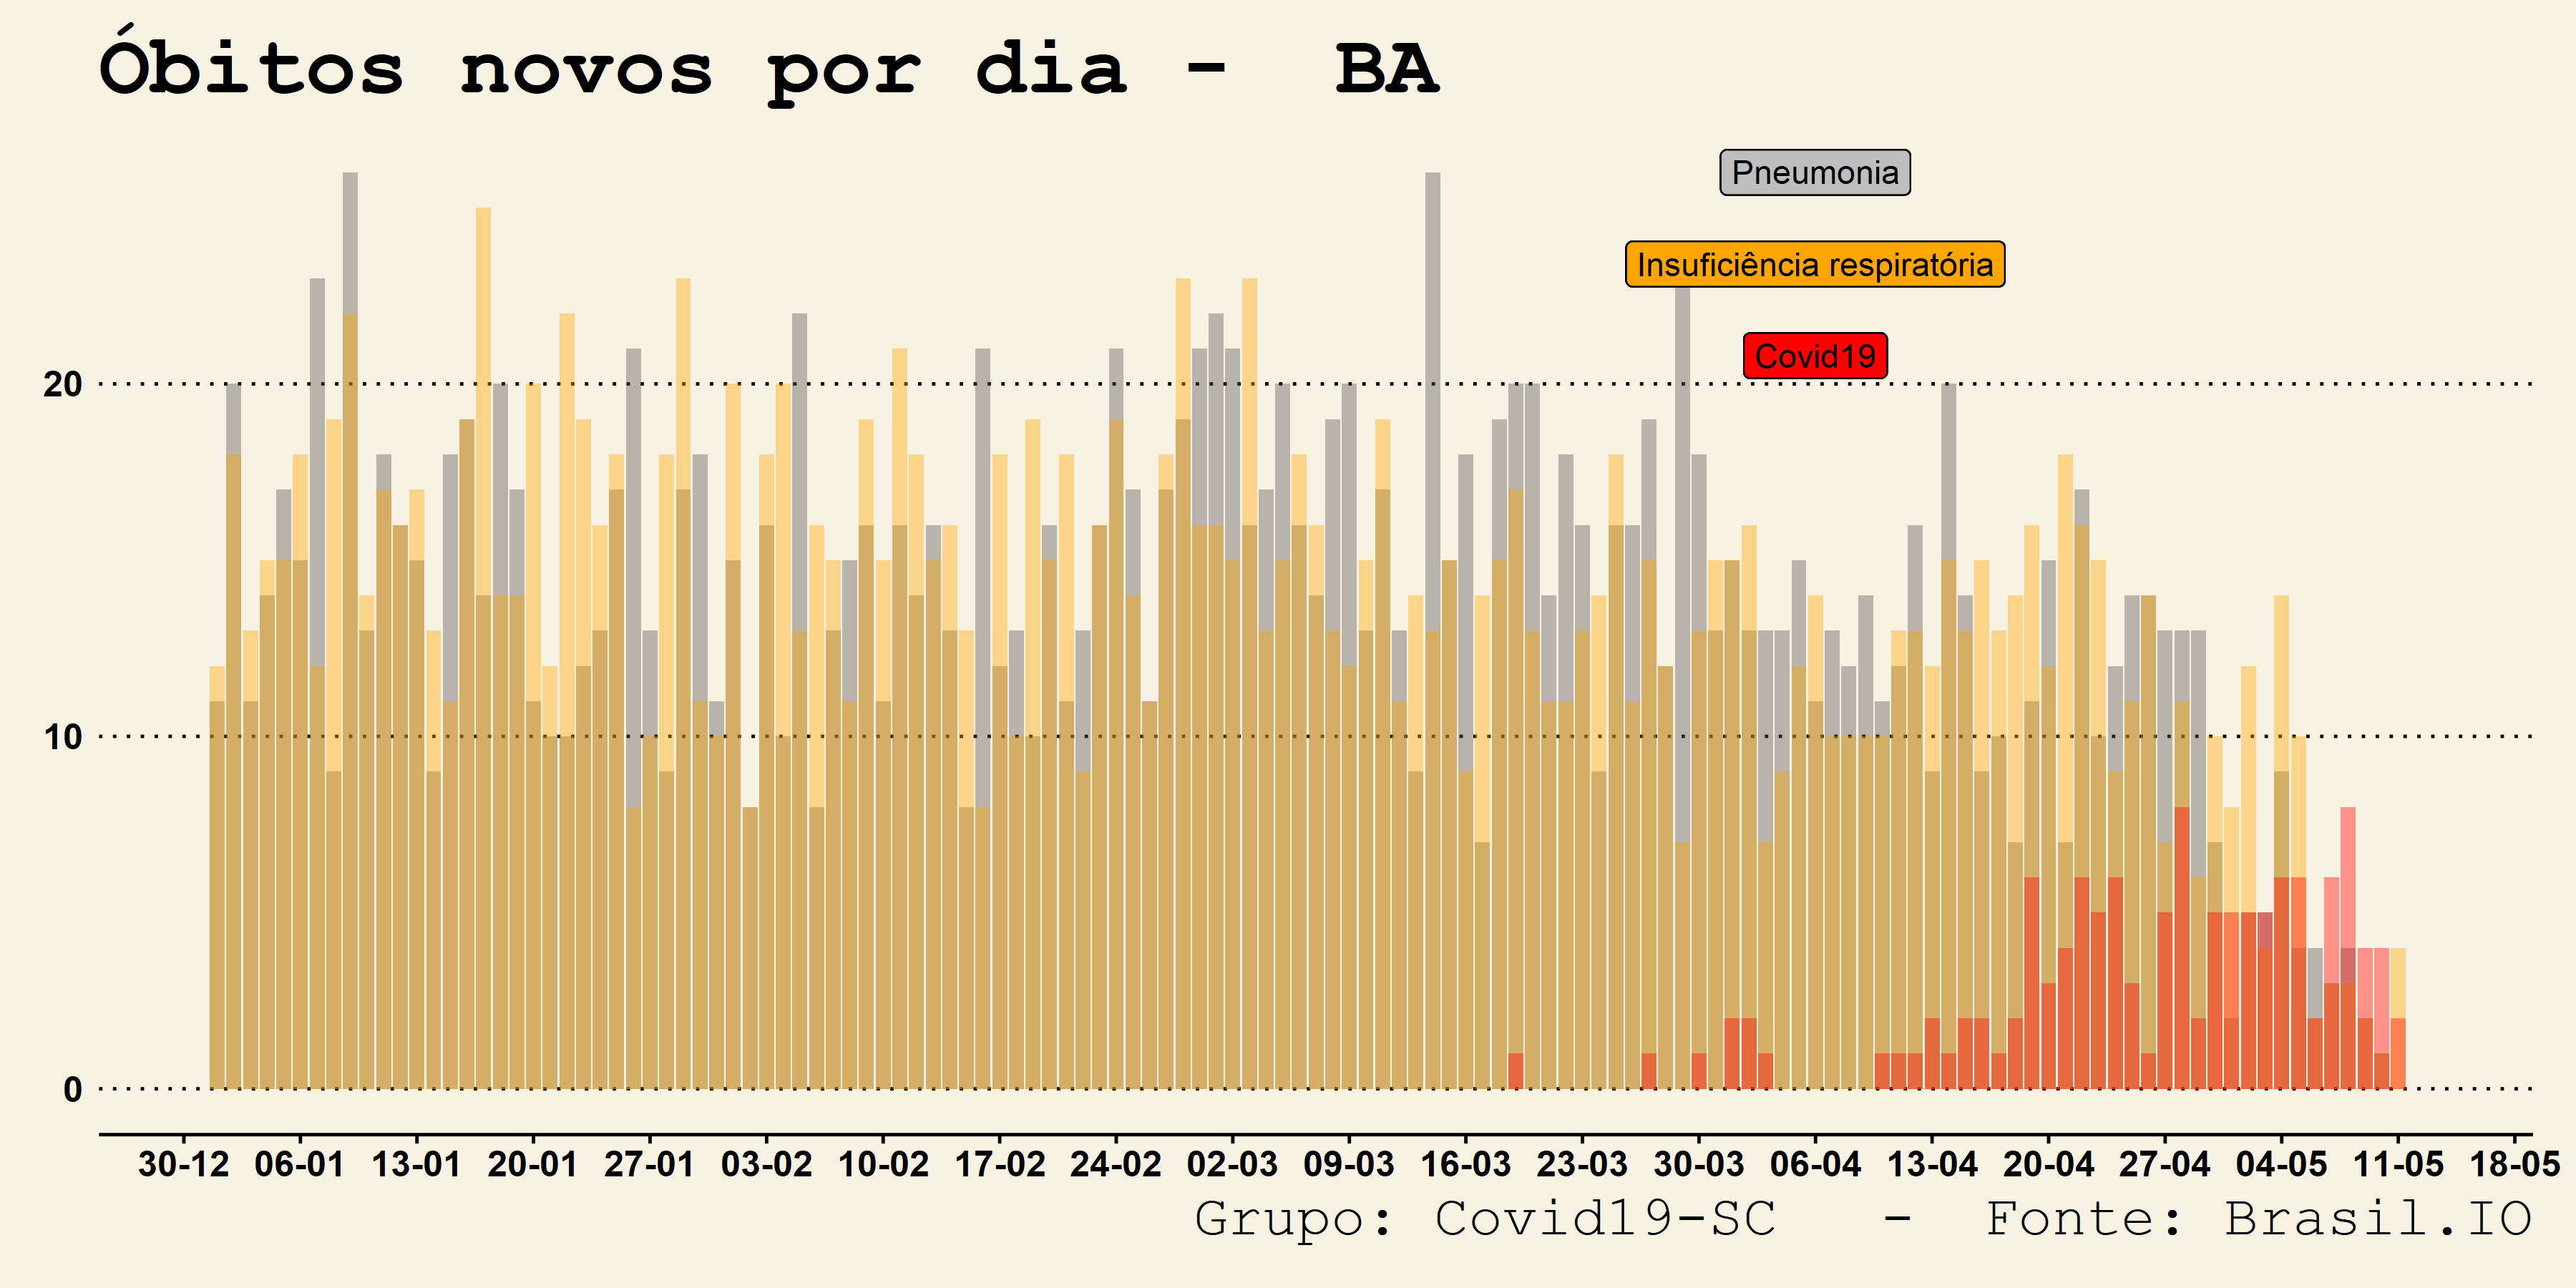 Óbitos novos por dia -  BA
Pneumonia
Insuficiência respiratória
Covid19
20
10
0
30-12 06-01 13-01 20-01 27-01 03-02 10-02 17-02 24-02 02-03 09-03 16-03 23-03 30-03 06-04 13-04 20-04 27-04 04-05 11-05 18-05
Grupo: Covid19-SC  -  Fonte: Brasil.IO